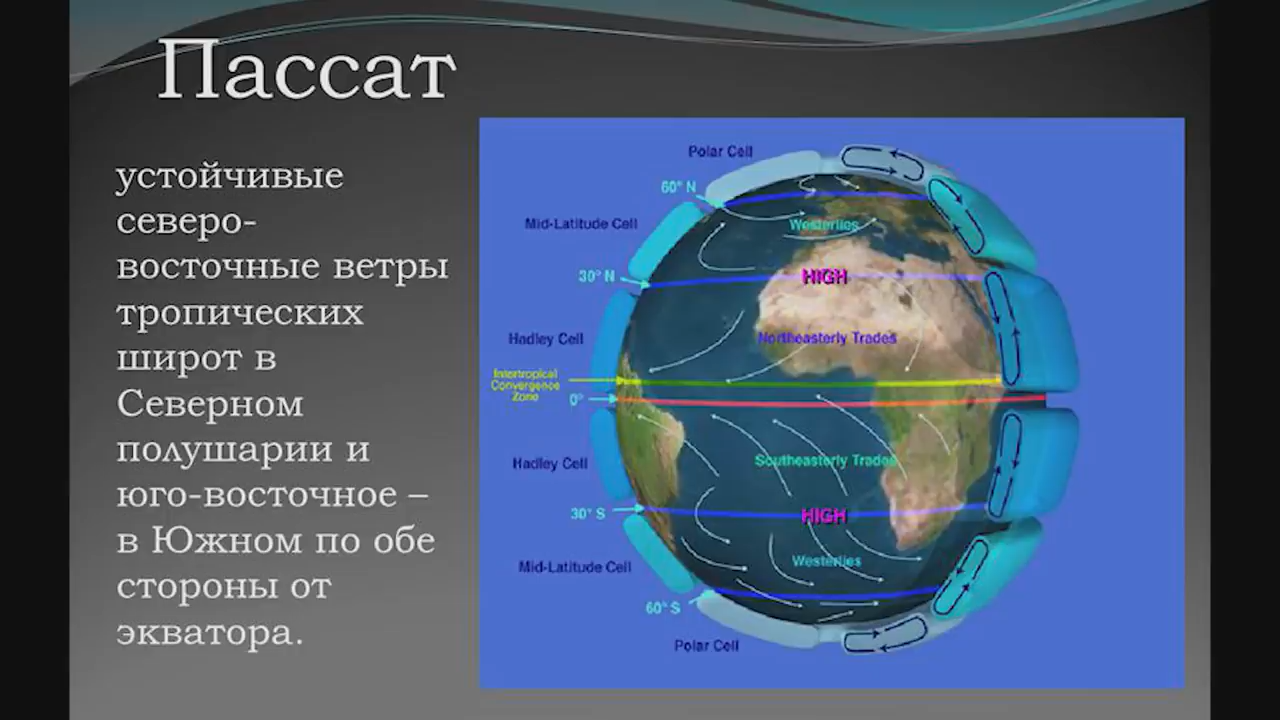 Пассат
устойчивые
северо-
восточные ветры
тропических
широт в
Северном
полушарии и
юго-восточное –
в Южном по обе
стороны от
экватора.
Polar Cell
60° N
Mid-Latitude Cell
Westerlies
30° N
HIGH
Hadley Cell
Northeasterly Trades
Intertropical
Convergence
Zone
0°
Hadley Cell
Southeasterly Trades
30° S
HIGH
Mid-Latitude Cell
Westerlies
60° S
Polar Cell